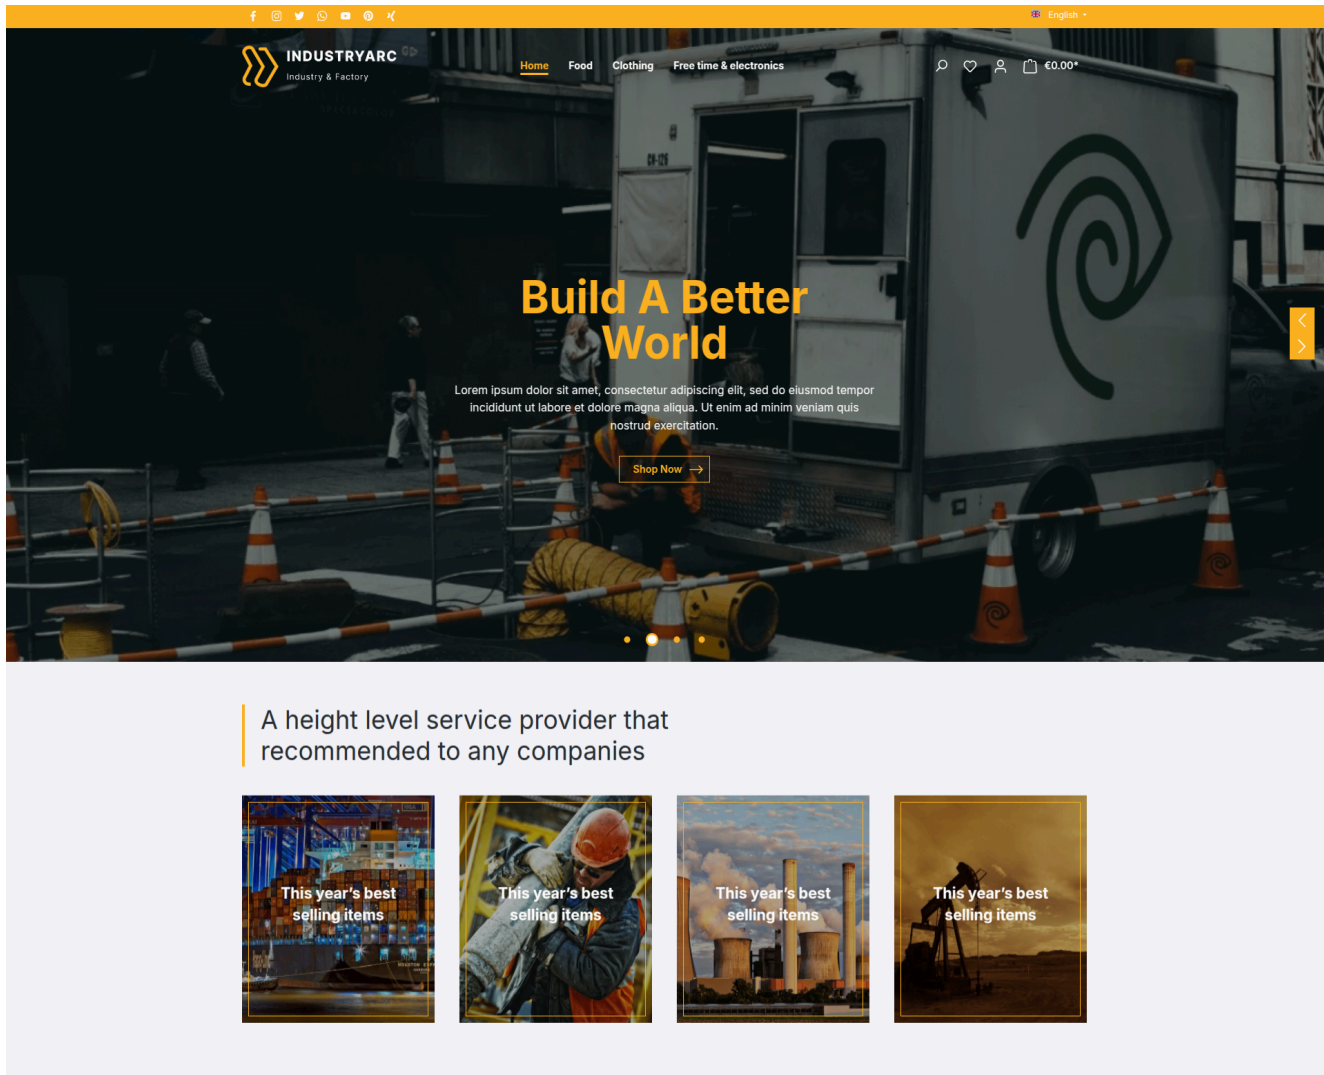 English
INDUSTRYARC
Industry & Factory
Home Food Clothing Free time & electronics
€0.00*
CN-126
Build A Better
World
Lorem ipsum dolor sit amet, consectetur adipiscing elit, sed do eiusmod tempor
incididunt ut labore et dolore magna aliqua. Ut enim ad minim veniam quis
nostrud exercitation.
Shop Now
A height level service provider that
recommended to any companies
This year's best
selling items
This year's best
selling items
This year's best
selling items
This year's best
selling items